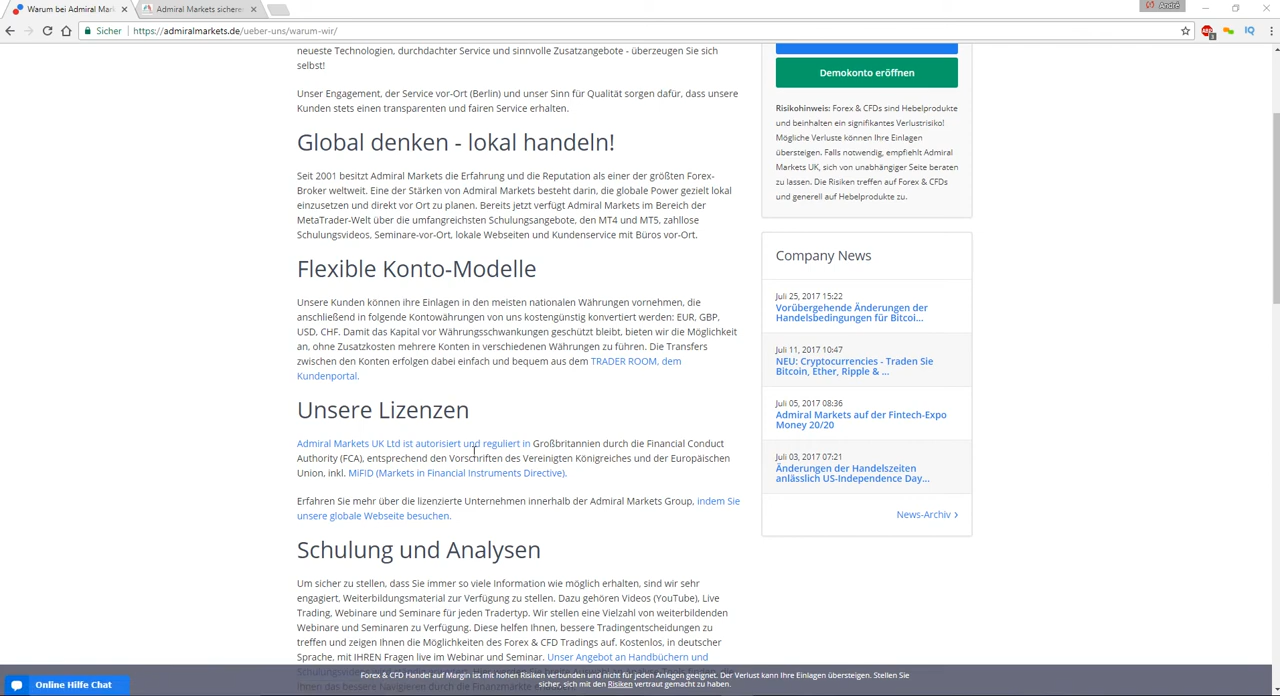 Warum bei Admiral Mark
Admiral Markets sichere
André
Sicher
https://admiralmarkets.de/ueber-uns/warum-wir/
neueste Technologien, durchdachter Service und sinnvolle Zusatzangebote - überzeugen Sie sich
selbst!
Unser Engagement, der Service vor-Ort (Berlin) und unser Sinn für Qualität sorgen dafür, dass unsere
Kunden stets einen transparenten und fairen Service erhalten.
Global denken - lokal handeln!
Seit 2001 besitzt Admiral Markets die Erfahrung und die Reputation als einer der größten Forex-
Broker weltweit. Eine der Stärken von Admiral Markets besteht darin, die globale Power gezielt lokal
einzusetzen und direkt vor Ort zu planen. Bereits jetzt verfügt Admiral Markets im Bereich der
MetaTrader-Welt über die umfangreichsten Schulungsangebote, den MT4 und MT5, zahllose
Schulungsvideos, Seminare-vor-Ort, lokale Webseiten und Kundenservice mit Büros vor-Ort.
Flexible Konto-Modelle
Unsere Kunden können ihre Einlagen in den meisten nationalen Währungen vornehmen, die
anschließend in folgende Kontowährungen von uns kostengünstig konvertiert werden: EUR, GBP,
USD, CHF. Damit das Kapital vor Währungsschwankungen geschützt bleibt, bieten wir die Möglichkeit
an, ohne Zusatzkosten mehrere Konten in verschiedenen Währungen zu führen. Die Transfers
zwischen den Konten erfolgen dabei einfach und bequem aus dem TRADER ROOM, dem
Kundenportal.
Unsere Lizenzen
Admiral Markets UK Ltd ist autorisiert und reguliert in Großbritannien durch die Financial Conduct
Authority (FCA), entsprechend den Vorschriften des Vereinigten Königreiches und der Europäischen
Union, inkl. MiFID (Markets in Financial Instruments Directive).
Erfahren Sie mehr über die lizenzierte Unternehmen innerhalb der Admiral Markets Group, indem Sie
unsere globale Webseite besuchen.
Schulung und Analysen
Um sicher zu stellen, dass Sie immer so viele Information wie möglich erhalten, sind wir sehr
engagiert, Weiterbildungsmaterial zur Verfügung zu stellen. Dazu gehören Videos (YouTube), Live
Trading, Webinare und Seminare für jeden Tradertyp. Wir stellen eine Vielzahl von weiterbildenden
Webinare und Seminaren zu Verfügung. Diese helfen Ihnen, bessere Tradingentscheidungen zu
treffen und zeigen Ihnen die Möglichkeiten des Forex & CFD Tradings auf. Kostenlos, in deutscher
Sprache, mit IHREN Fragen live im Webinar und Seminar. Unser Angebot an Handbüchern und
Demokonto eröffnen
Risikohinweis: Forex & CFDs sind Hebelprodukte
und beinhalten ein signifikantes Verlustrisiko!
Mögliche Verluste können Ihre Einlagen
übersteigen. Falls notwendig, empfiehlt Admiral
Markets UK, sich von unabhängiger Seite beraten
zu lassen. Die Risiken treffen auf Forex & CFDs
und generell auf Hebelprodukte zu.
Company News
Juli 25, 2017 15:22
Vorübergehende Änderungen der
Handelsbedingungen für Bitcoi...
Juli 11, 2017 10:47
NEU: Cryptocurrencies - Traden Sie
Bitcoin, Ether, Ripple & ...
Juli 05, 2017 08:36
Admiral Markets auf der Fintech-Expo
Money 20/20
Juli 03, 2017 07:21
Änderungen der Handelszeiten
anlässlich US-Independence Day...
News-Archiv
Forex & CFD Handel auf Margin ist mit hohen Risiken verbunden und nicht für jeden Anlegen geeignet. Der Verlust kann Ihre Einlagen übersteigen. Stellen Sie
sicher, sich mit den Risiken vertraut gemacht zu haben.
Online Hilfe Chat